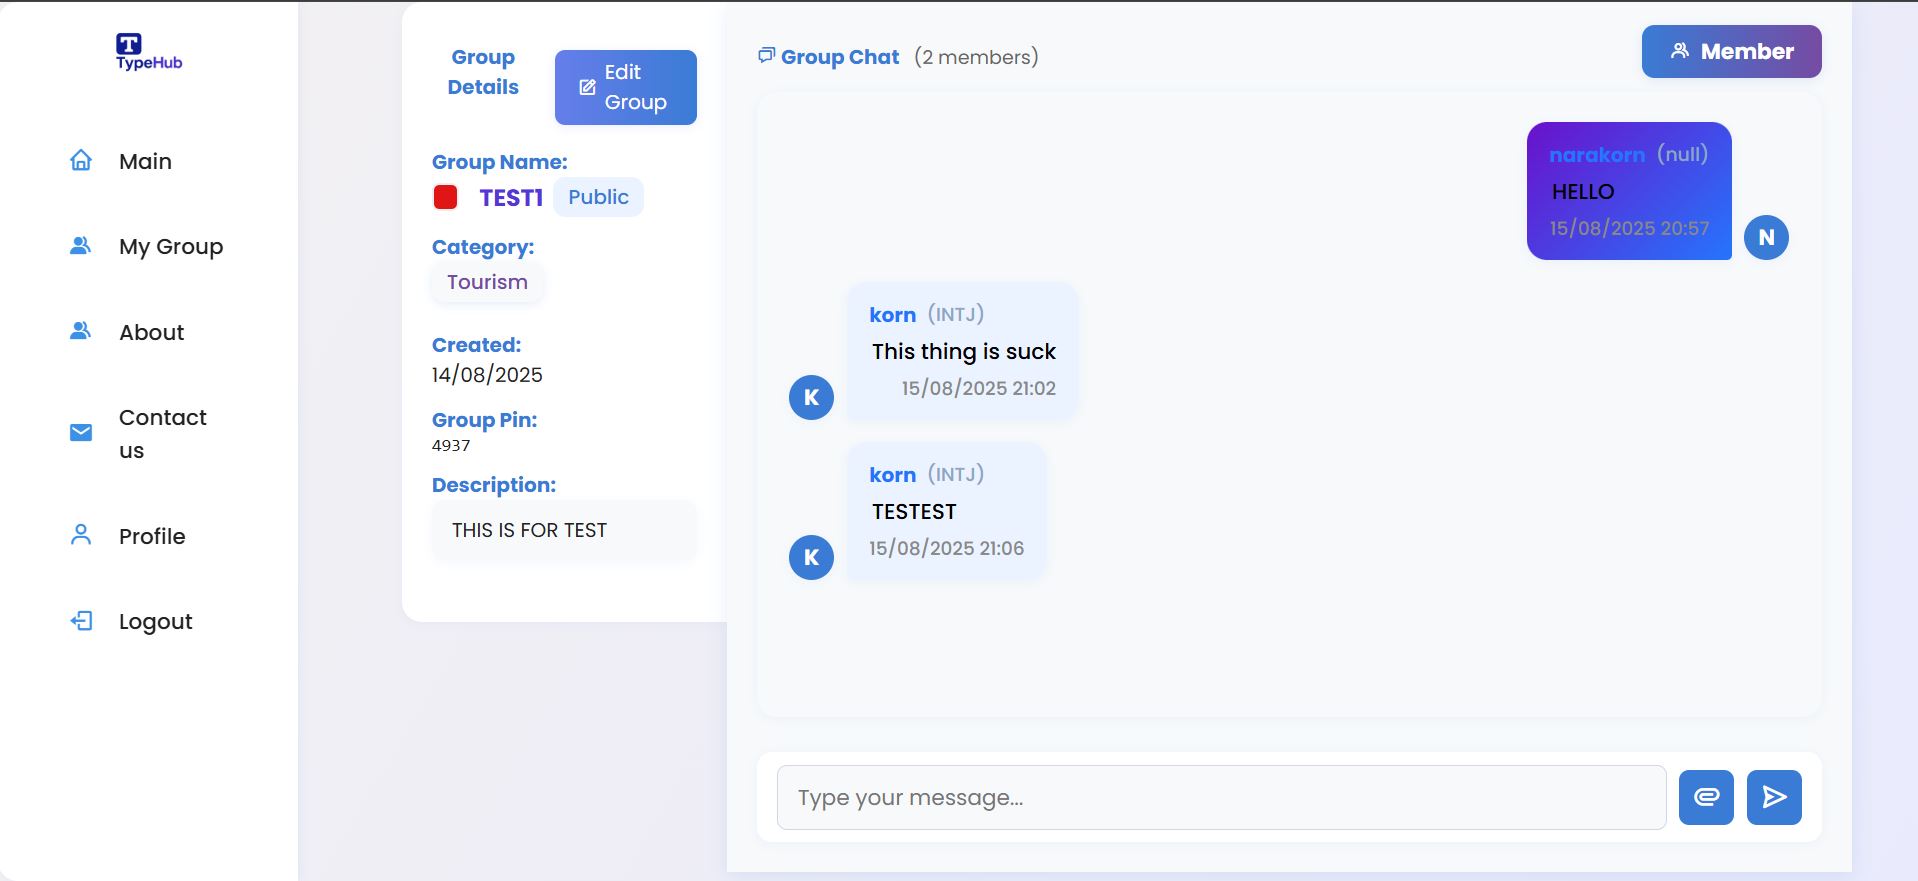 T
TypeHub
Main
My Group
About
Contact
us
Profile
Logout
Group
Details
Edit
Group
Group Name:
TEST1 Public
Category:
Tourism
Created:
14/08/2025
Group Pin:
4937
Description:
THIS IS FOR TEST
Group Chat (2 members)
Member
narakorn (null)
HELLO
15/08/2025 20:57
N
korn (INTJ)
This thing is suck
15/08/2025 21:02
K
korn (INTJ)
TESTEST
15/08/2025 21:06
K
Type your message...